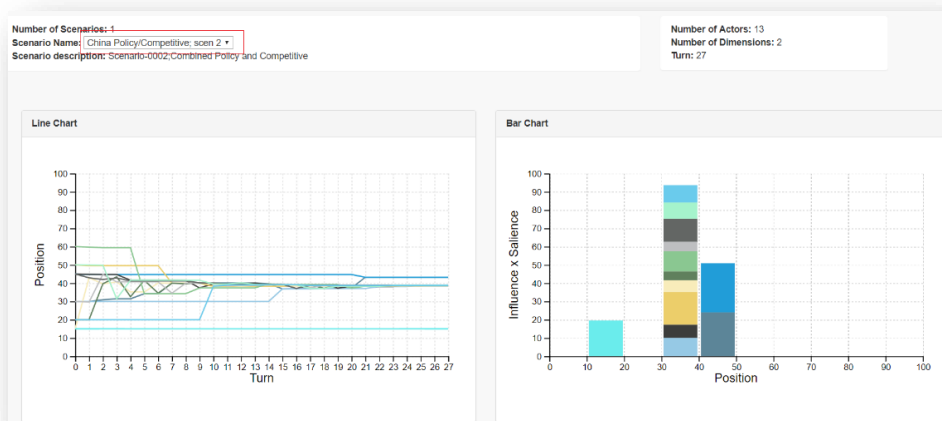 Number of Scenarios: 1
Scenario Name: China Policy/Competitive; scen 2
Scenario description: Scenario-0002;Combined Policy and Competitive
Number of Actors: 13
Number of Dimensions: 2
Turn: 27
Line Chart
100
90
80
70
60
50
40
30
20
10
0
Position
0 1 2 3 4 5 6 7 8 9 10 11 12 13 14 15 16 17 18 19 20 21 22 23 24 25 26 27
Turn
Bar Chart
100
90
80
70
60
50
40
30
20
10
0
Influence x Salience
0 10 20 30 40 50 60 70 80 90 100
Position